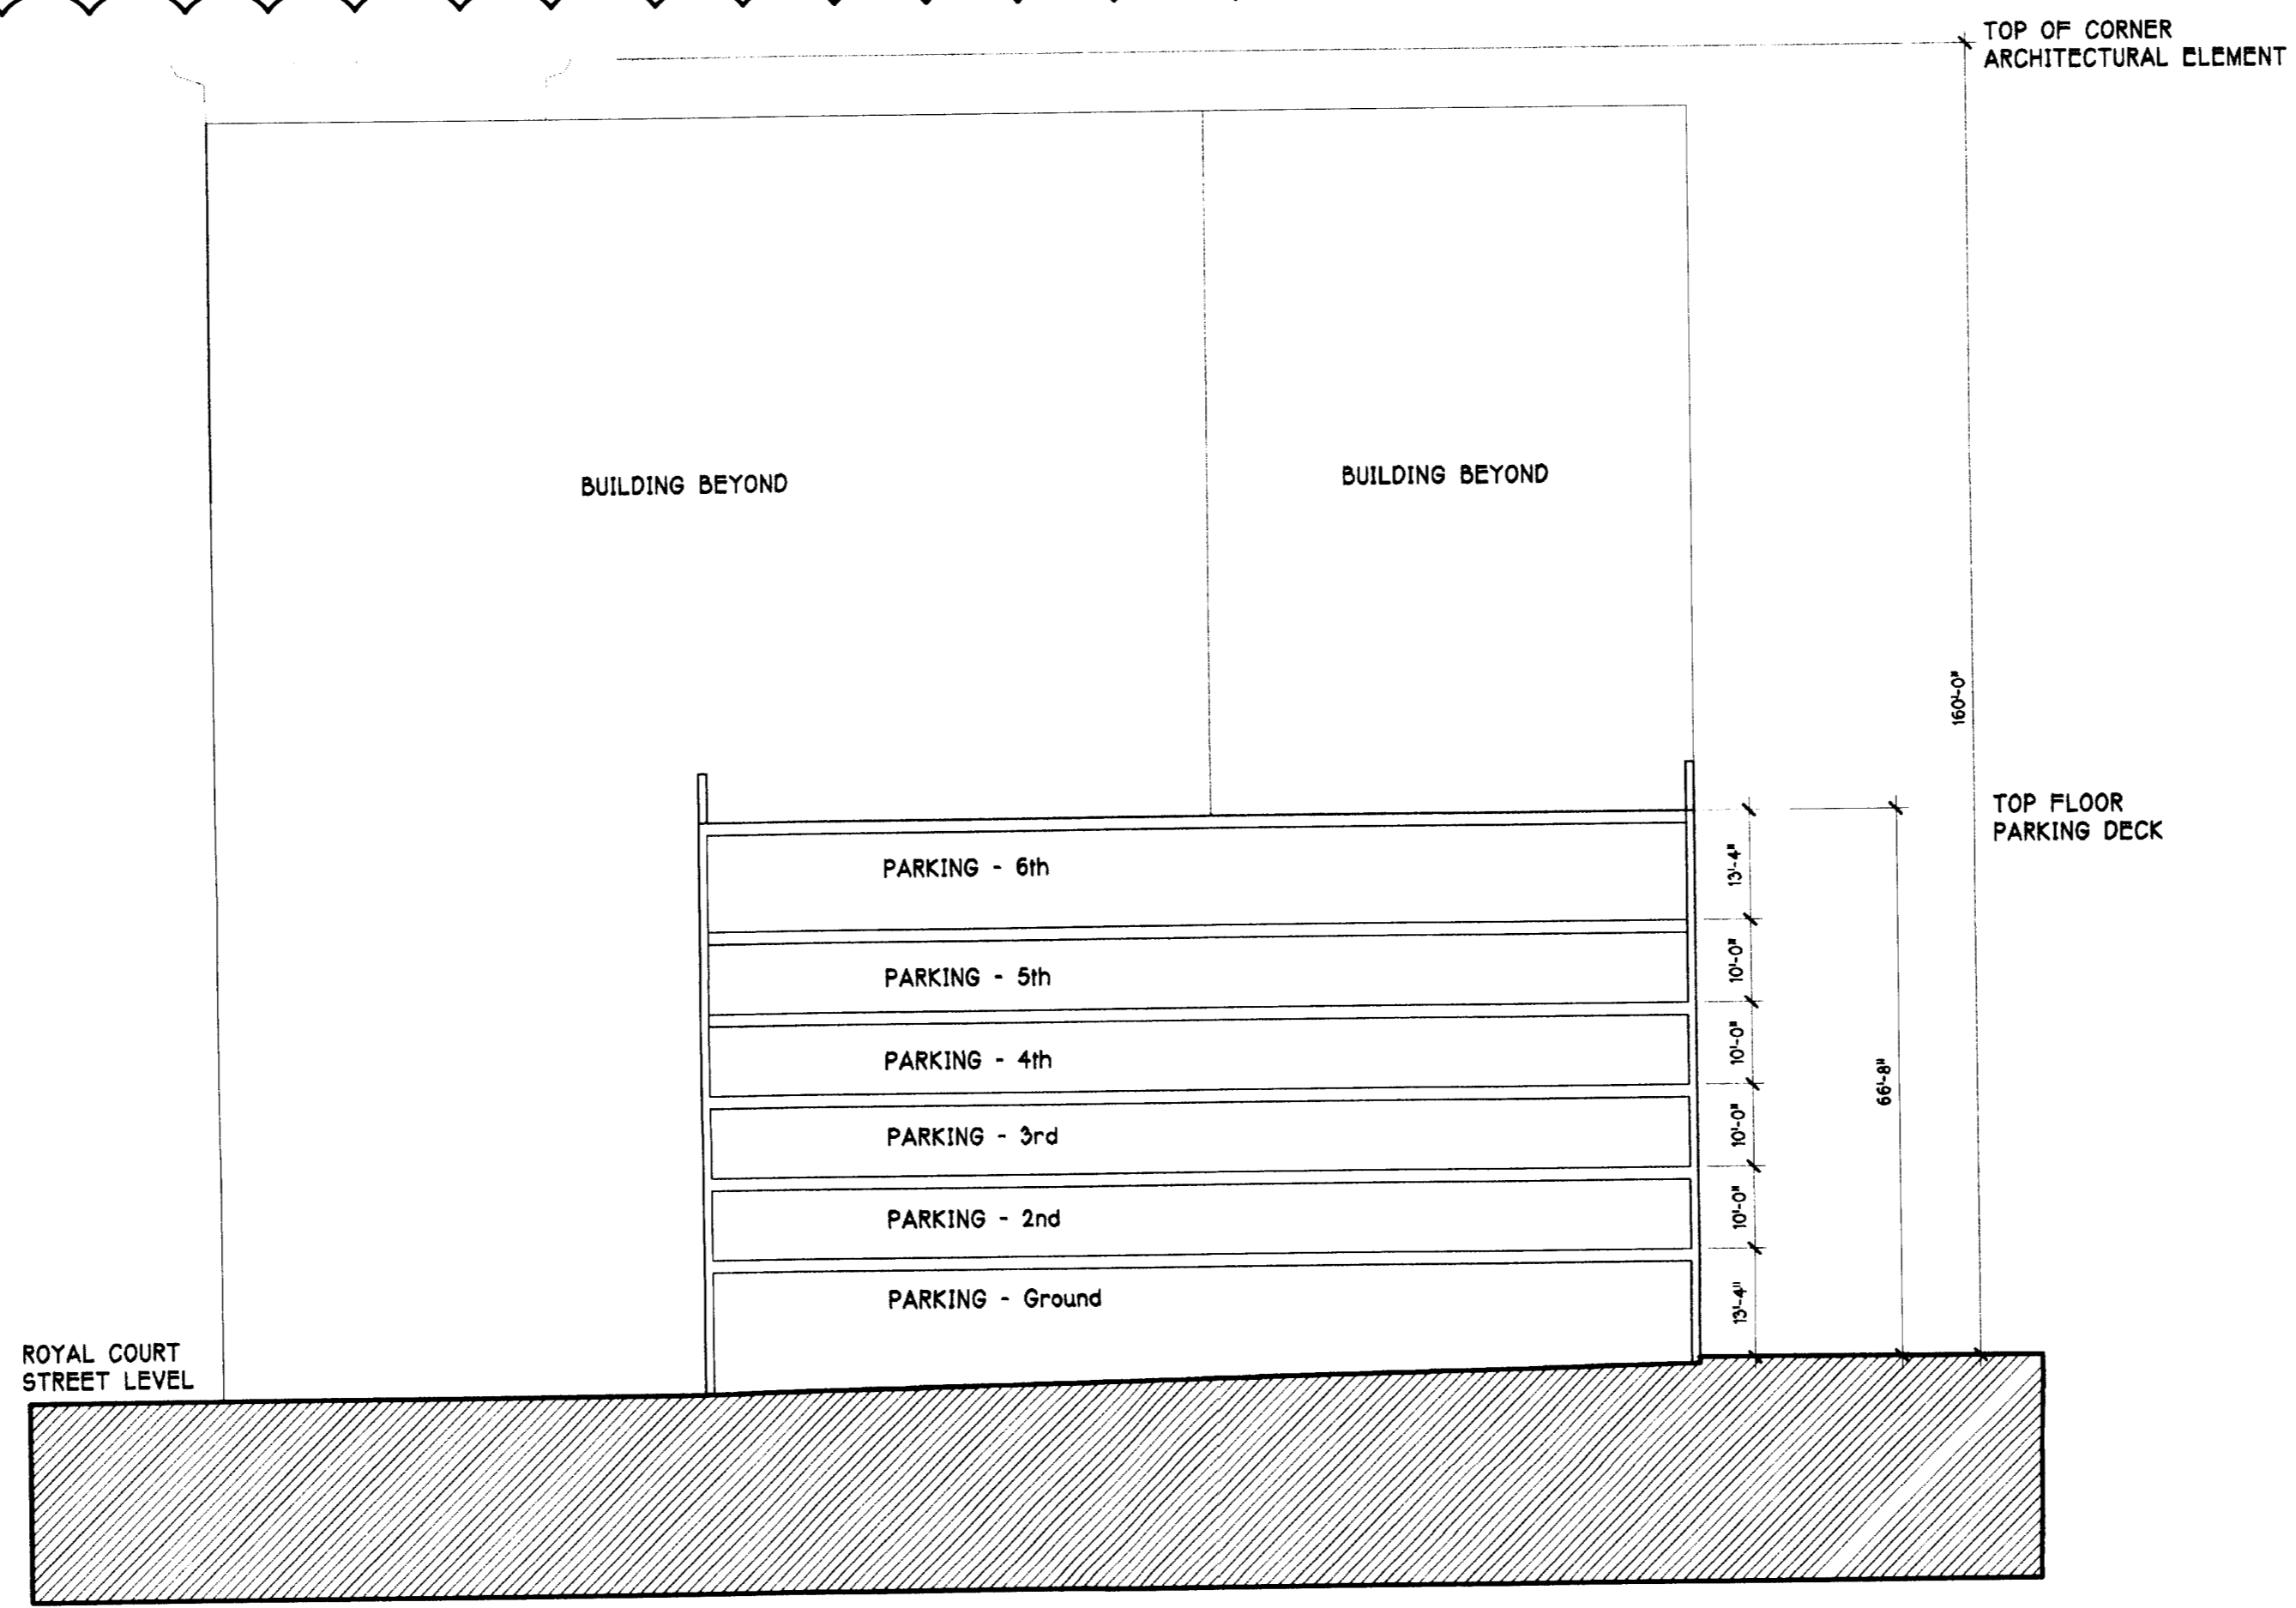 TOP OF CORNER
ARCHITECTURAL ELEMENT
BUILDING BEYOND
BUILDING BEYOND
160'-0"
TOP FLOOR
PARKING DECK
PARKING - 6th
13'-4"
PARKING - 5th
10'-0"
PARKING - 4th
10'-0"
66'-8"
PARKING - 3rd
10'-0"
PARKING - 2nd
10'-0"
PARKING - Ground
13'-4"
ROYAL COURT
STREET LEVEL